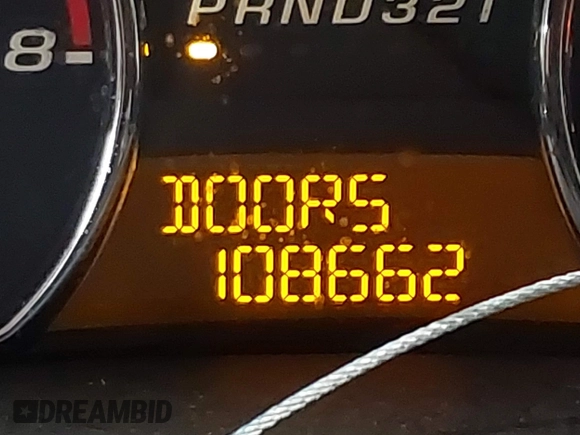 PRND321
8
DOORS
108662
DREAMBID